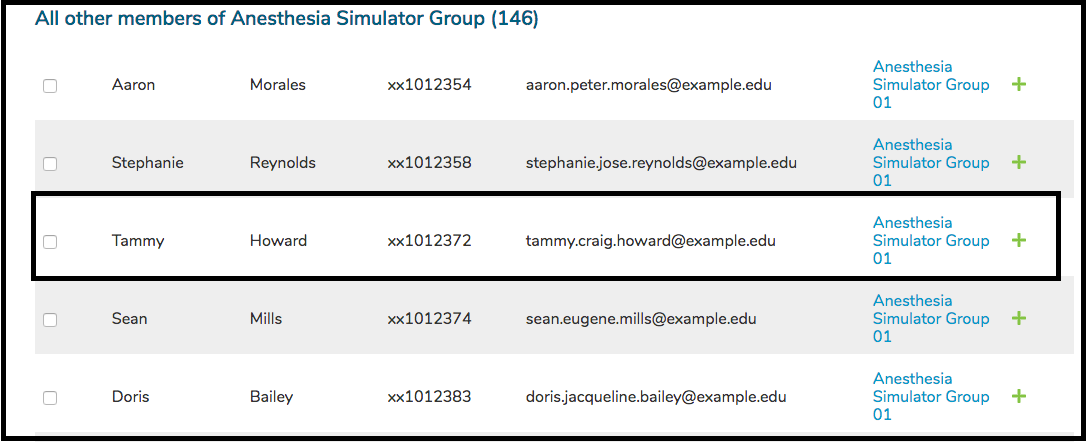 All other members of Anesthesia Simulator Group (146)
Aaron Morales xx1012354 aaron.peter.morales@example.edu Anesthesia
Simulator Group
01
Stephanie Reynolds xx1012358 stephanie.jose.reynolds@example.edu Anesthesia
Simulator Group
01
Tammy Howard xx1012372 tammy.craig.howard@example.edu Anesthesia
Simulator Group
01
Sean Mills xx1012374 sean.eugene.mills@example.edu Anesthesia
Simulator Group
01
Doris Bailey xx1012383 doris.jacqueline.bailey@example.edu Anesthesia
Simulator Group
01